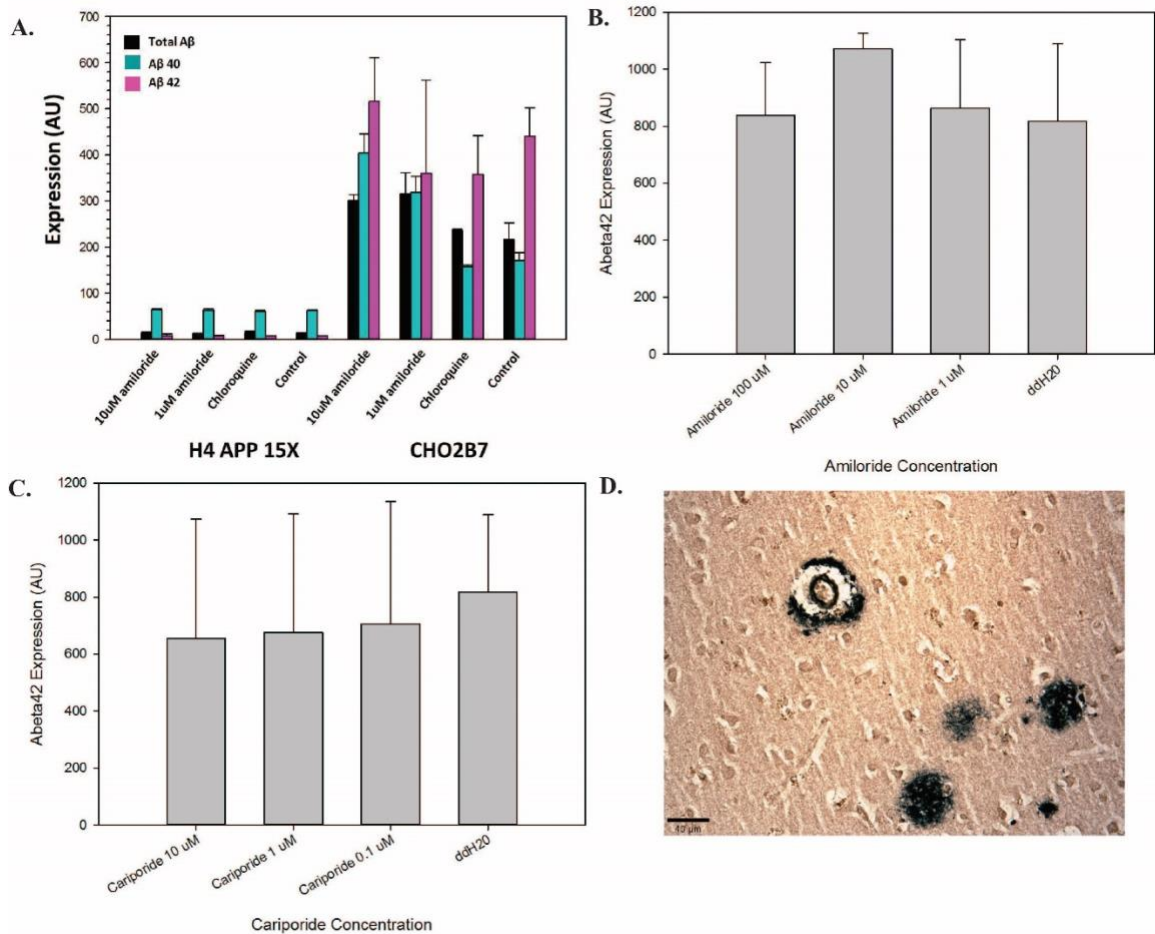 A.
700
600
500
400
300
200
100
0
Expression (AU)
Total Aβ
Aβ 40
Aβ 42
10uM amiloride
1uM amiloride
Chloroquine
Control
10uM amiloride
1uM amiloride
Chloroquine
Control
H4 APP 15X
CHO2B7
B.
1200
1000
800
600
400
200
0
Abeta42 Expression (AU)
Amiloride 100 uM
Amiloride 10 uM
Amiloride 1 uM
ddH20
Amiloride Concentration
C.
1200
1000
800
600
400
200
0
Abeta42 Expression (AU)
Cariporide 10 uM
Cariporide 1 uM
Cariporide 0.1 uM
ddH20
Cariporide Concentration
D.
40 µm